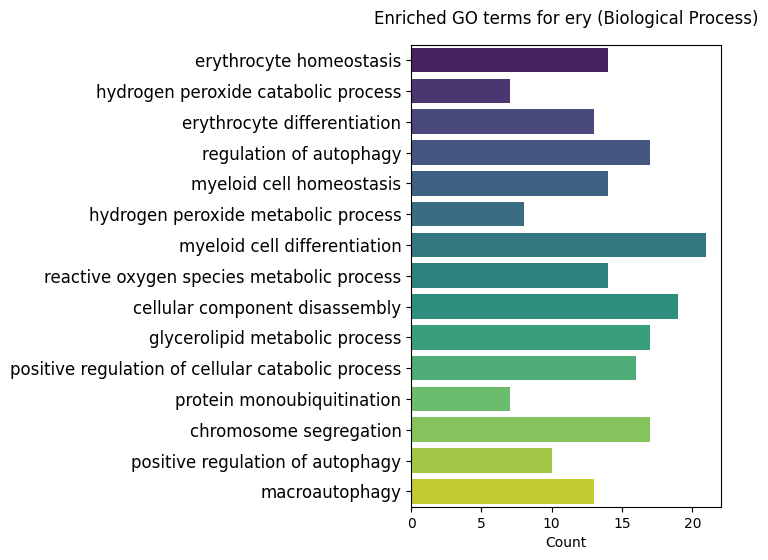 Enriched GO terms for ery (Biological Process)
erythrocyte homeostasis
hydrogen peroxide catabolic process
erythrocyte differentiation
regulation of autophagy
myeloid cell homeostasis
hydrogen peroxide metabolic process
myeloid cell differentiation
reactive oxygen species metabolic process
cellular component disassembly
glycerolipid metabolic process
positive regulation of cellular catabolic process
protein monoubiquitination
chromosome segregation
positive regulation of autophagy
macroautophagy
0 5 10 15 20
Count